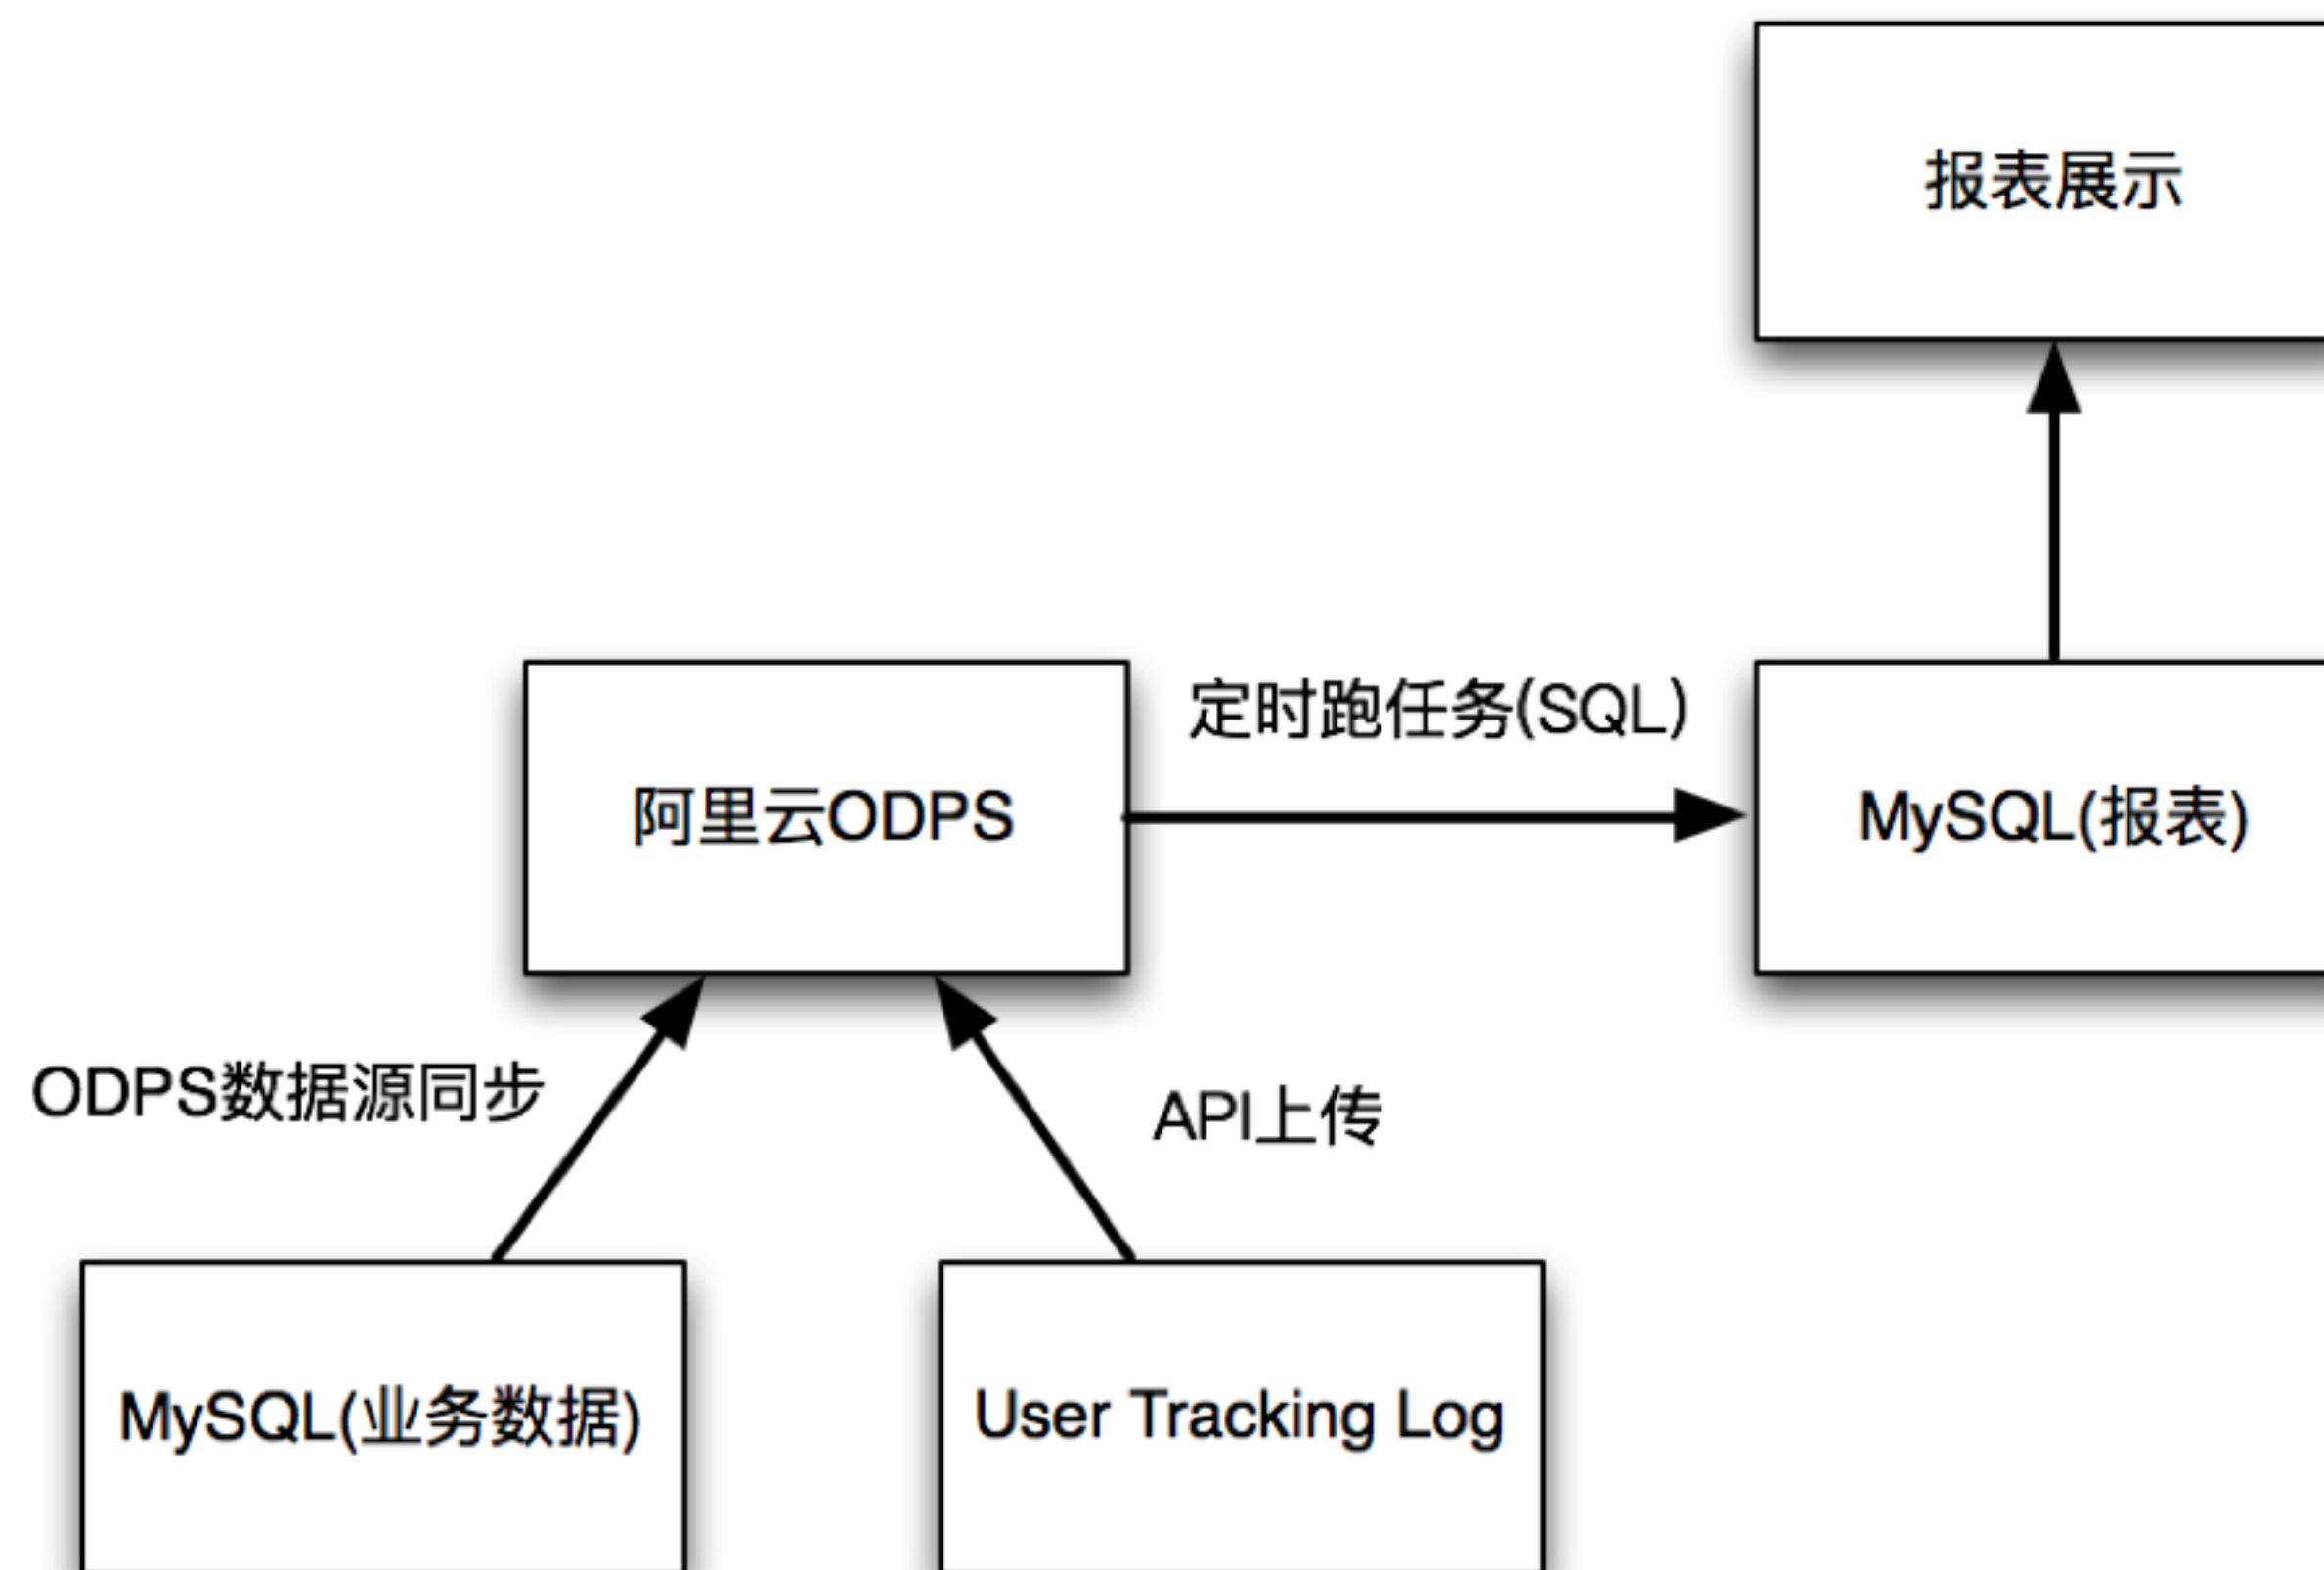 报表展示
定时跑任务(SQL)
阿里云ODPS
MySQL(报表)
ODPS数据源同步
API上传
MySQL(业务数据)
User Tracking Log